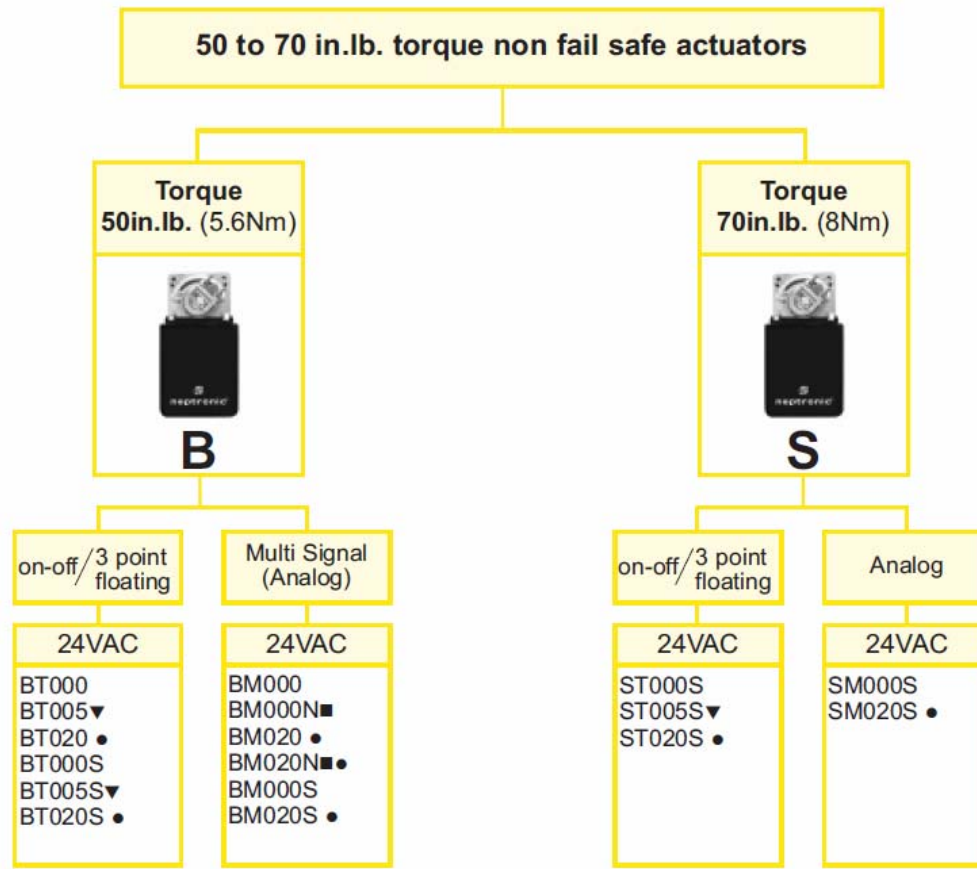 50 to 70 in.lb. torque non fail safe actuators
Torque
50in.lb. (5.6Nm)
neptronic
B
Torque
70in.lb. (8Nm)
neptronic
S
on-off/3 point
floating
Multi Signal
(Analog)
on-off/3 point
floating
Analog
24VAC
BT000
BT005▼
BT020 ●
BT000S
BT005S▼
BT020S ●
24VAC
BM000
BM000N■
BM020 ●
BM020N■●
BM000S
BM020S ●
24VAC
ST000S
ST005S▼
ST020S ●
24VAC
SM000S
SM020S ●